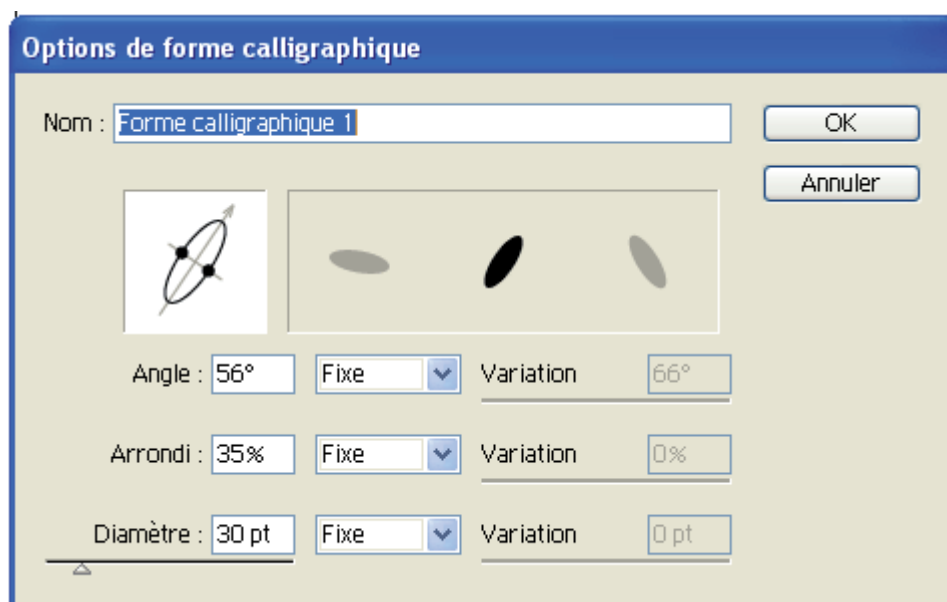 Options de forme calligraphique
Nom : Forme calligraphique 1 OK
Annuler
Angle : 56° Fixe Variation 66°
Arrondi : 35% Fixe Variation 0%
Diamètre : 30 pt Fixe Variation 0 pt